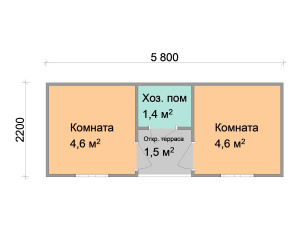 5 800
2200
Комната
4,6 м²
Хоз. пом
1,4 м²
Откр. терраса
1,5 м²
Комната
4,6 м²